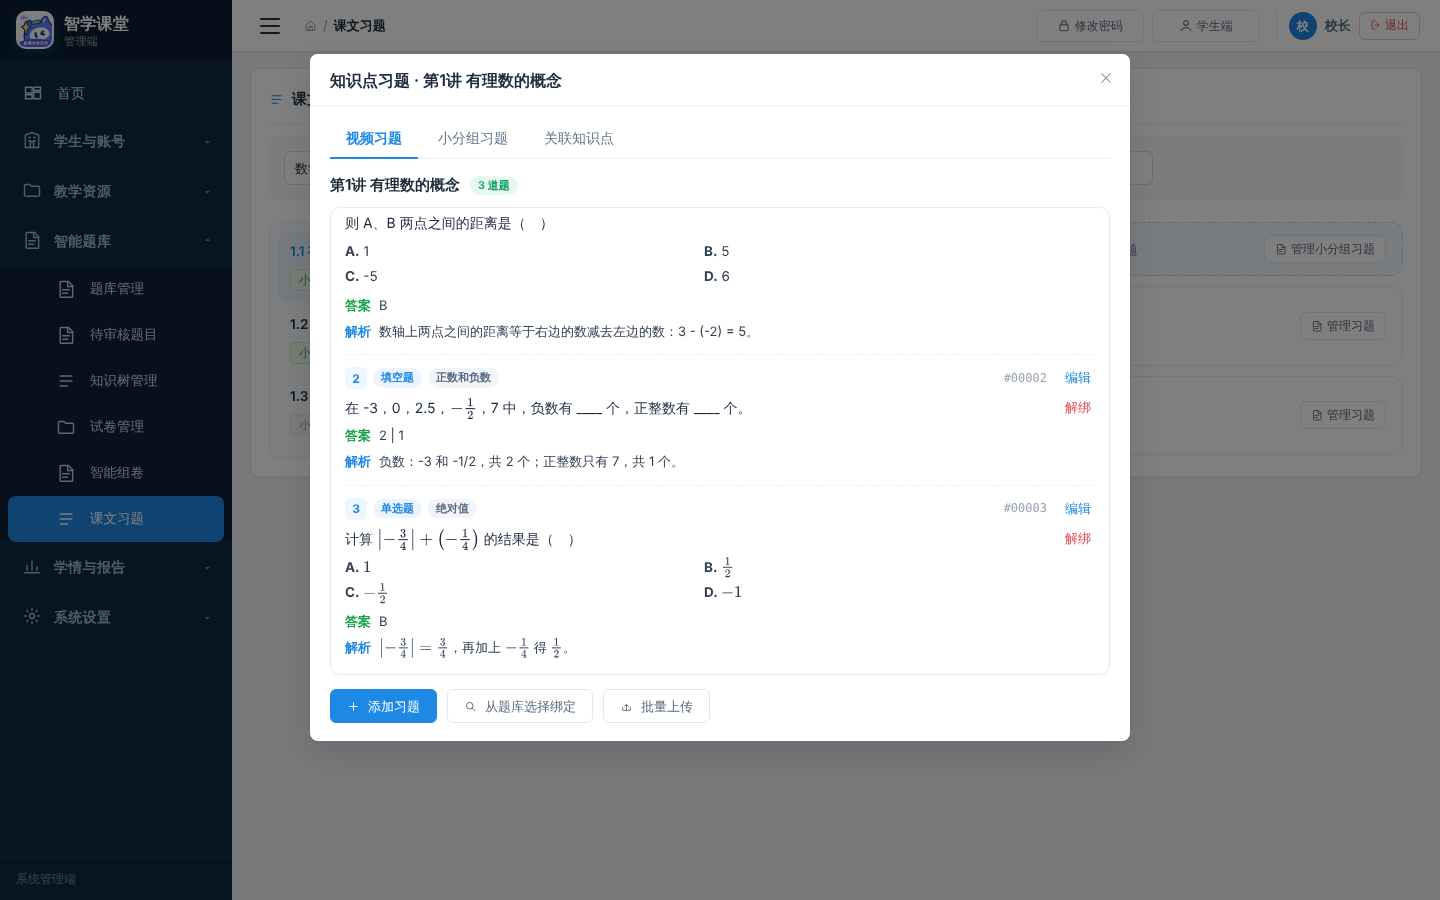 智学课堂
管理端
首页
学生与账号
教学资源
智能题库
题库管理
待审核题目
知识树管理
试卷管理
智能组卷
课文习题
学情与报告
系统设置
系统管理端
/ 课文习题
修改密码
学生端
校 校长
退出
课文
数
1.1
小
题
管理小分组习题
1.2
小
管理习题
1.3
小
管理习题
知识点习题 · 第1讲 有理数的概念
视频习题
小分组习题
关联知识点
第1讲 有理数的概念 3 道题
则 A、B 两点之间的距离是（　）
A. 1
B. 5
C. -5
D. 6
答案 B
解析 数轴上两点之间的距离等于右边的数减去左边的数：3 - (-2) = 5。
2 填空题 正数和负数 #00002 编辑
在 -3，0，2.5，−1/2，7 中，负数有 ____ 个，正整数有 ____ 个。 解绑
答案 2 | 1
解析 负数：-3 和 -1/2，共 2 个；正整数只有 7，共 1 个。
3 单选题 绝对值 #00003 编辑
计算 |−3/4| + (−1/4) 的结果是（　） 解绑
A. 1
B. 1/2
C. −1/2
D. −1
答案 B
解析 |−3/4| = 3/4，再加上 −1/4 得 1/2。
添加习题
从题库选择绑定
批量上传